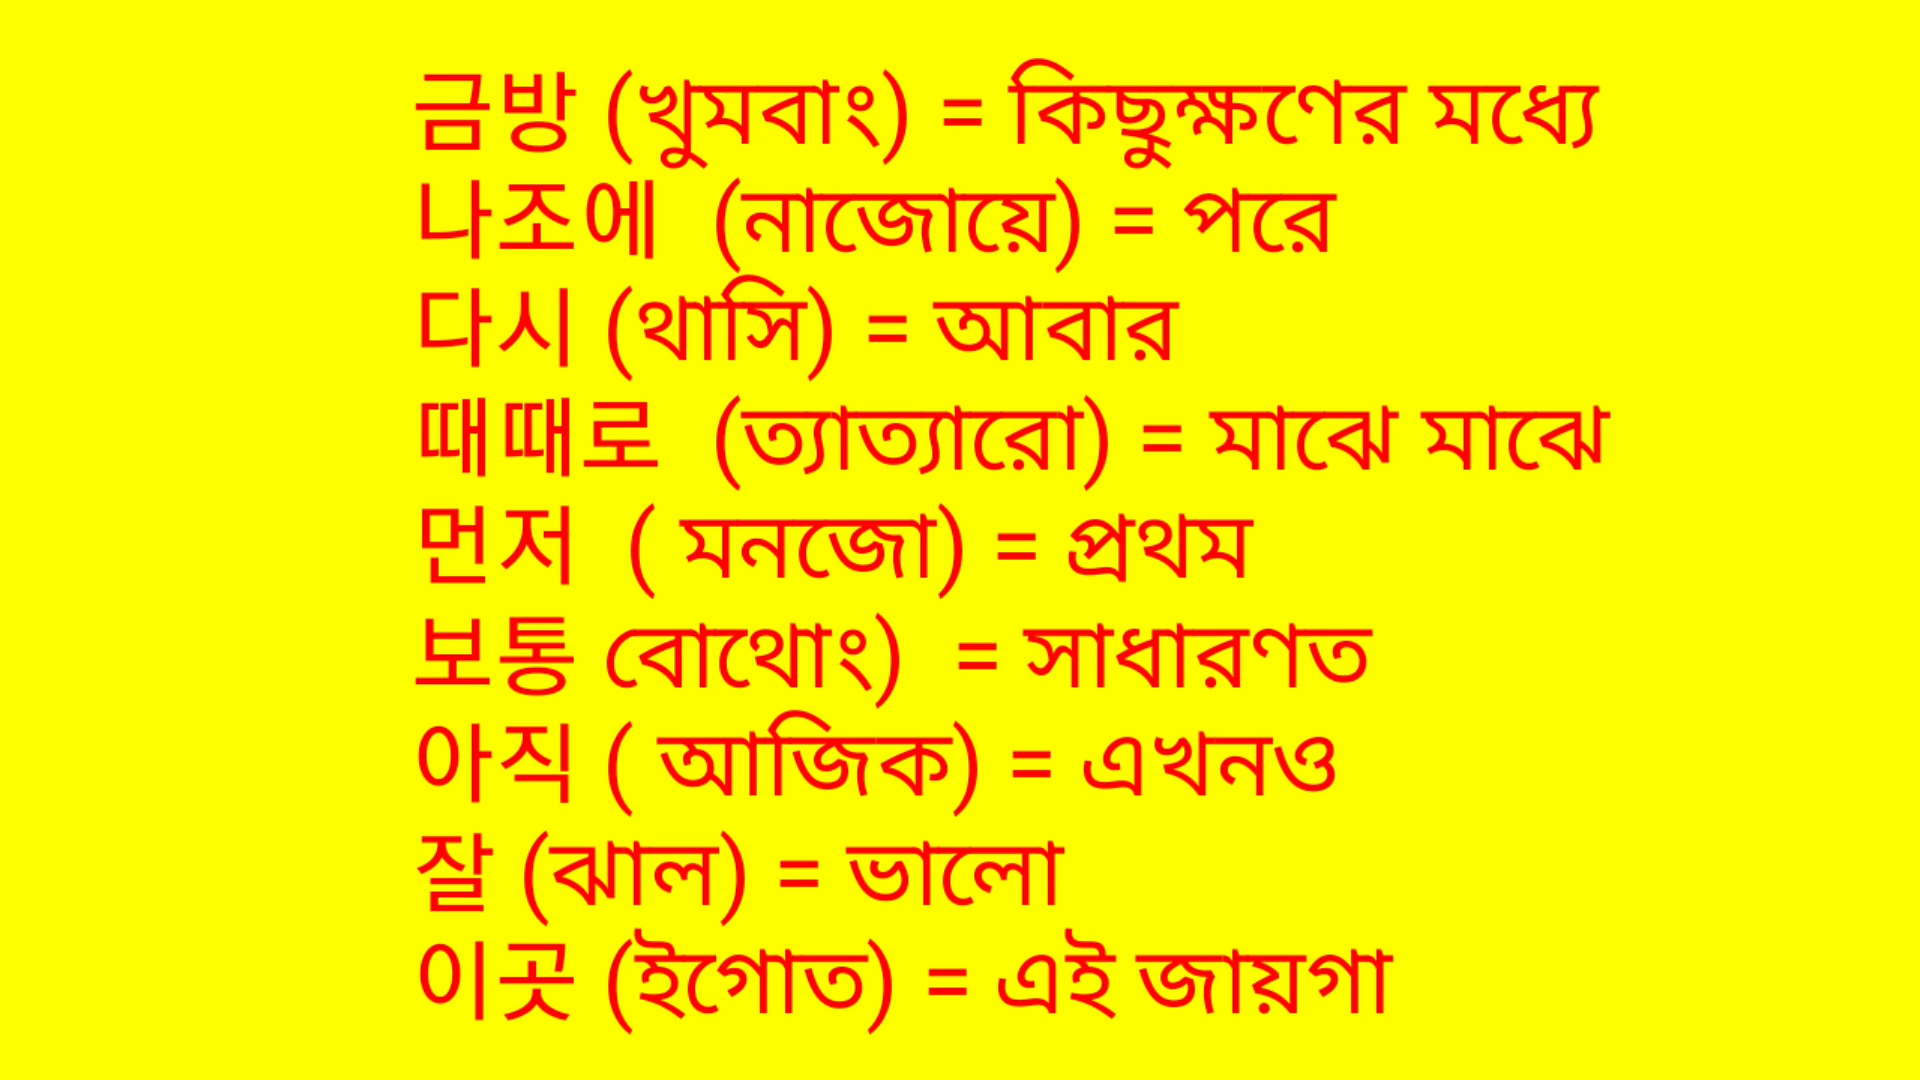 금방 (খুমবাং) = কিছুক্ষণের মধ্যে
나조에 (নাজোয়ে) = পরে
다시 (থাসি) = আবার
때때로 (ত্যাত্যারো) = মাঝে মাঝে
먼저 ( মনজো) = প্রথম
보통 বোথোং) = সাধারণত
아직 ( আজিক) = এখনও
잘 (ঝাল) = ভালো
이곳 (ইগোত) = এই জায়গা